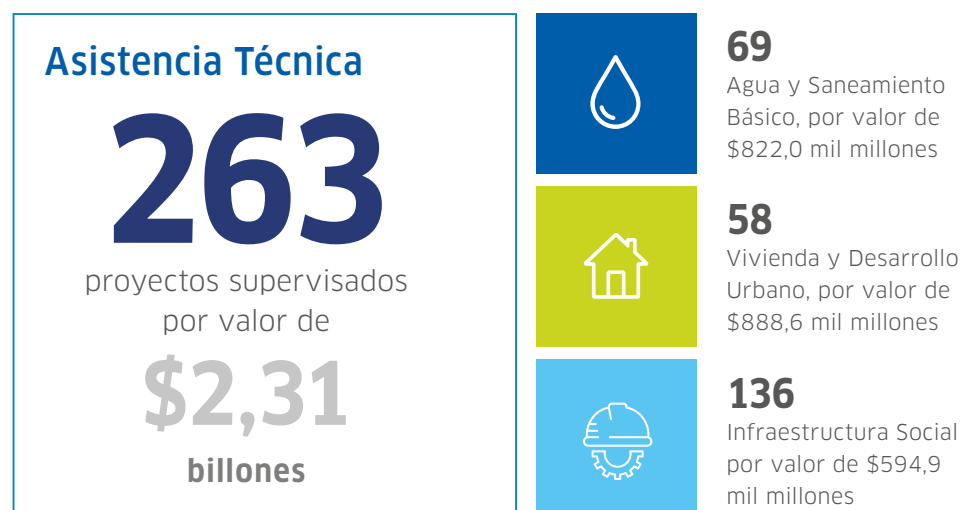 Asistencia Técnica
263
proyectos supervisados
por valor de
$2,31
billones
69
Agua y Saneamiento
Básico, por valor de
$822,0 mil millones
58
Vivienda y Desarrollo
Urbano, por valor de
$888,6 mil millones
136
Infraestructura Social
por valor de $594,9
mil millones